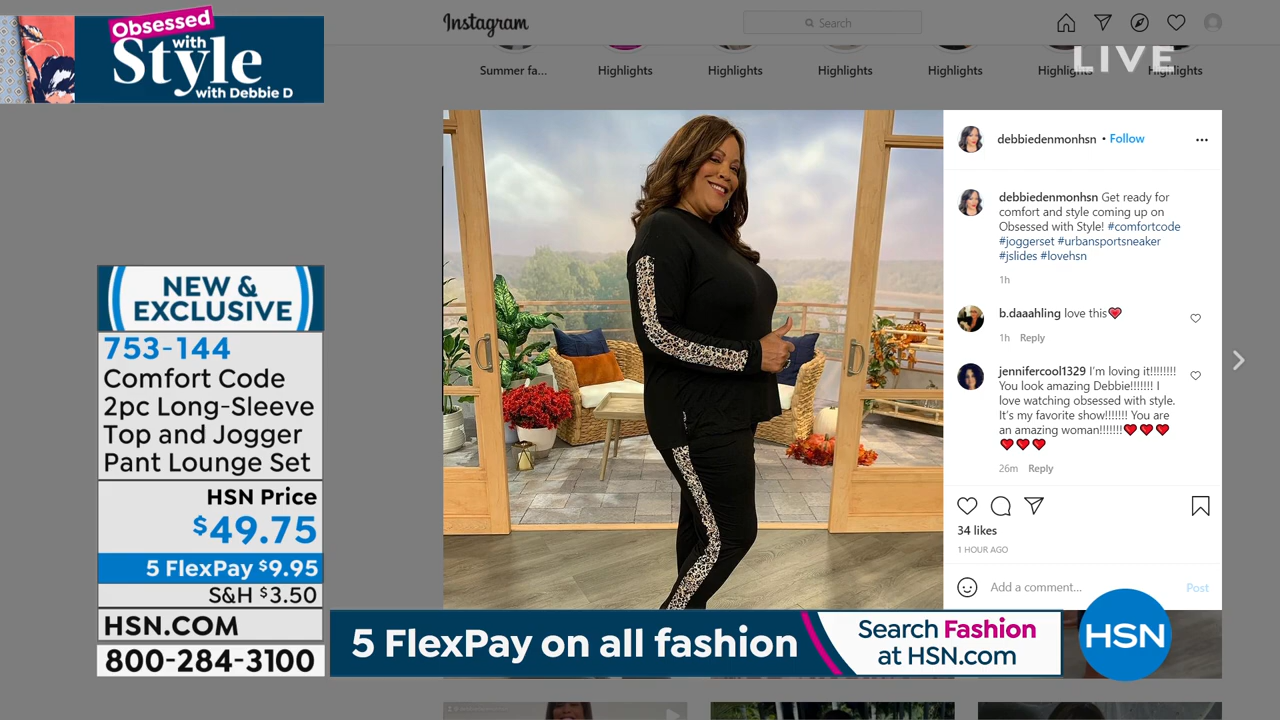 Obsessed
with
Style
with Debbie D
Instagram
Search
LIVE
Summer fa...
Highlights
Highlights
Highlights
Highlights
Highlights
Highlights
debbiedenmonhsn • Follow
debbiedenmonhsn Get ready for
comfort and style coming up on
Obsessed with Style! #comfortcode
#joggerset #urbansportsneaker
#jslides #lovehsn
1h
b.daaahling love this❤
1h Reply
jennifercool1329 I'm loving it!!!!!!!!
You look amazing Debbie!!!!!!! I
love watching obsessed with style.
It's my favorite show!!!!!!! You are
an amazing woman!!!!!!!❤❤❤
❤❤❤
26m Reply
34 likes
1 HOUR AGO
Add a comment... Post
NEW &
EXCLUSIVE
753-144
Comfort Code
2pc Long-Sleeve
Top and Jogger
Pant Lounge Set
HSN Price
$49.75
5 FlexPay $9.95
S&H $3.50
HSN.COM
800-284-3100
5 FlexPay on all fashion
Search Fashion
at HSN.com
HSN